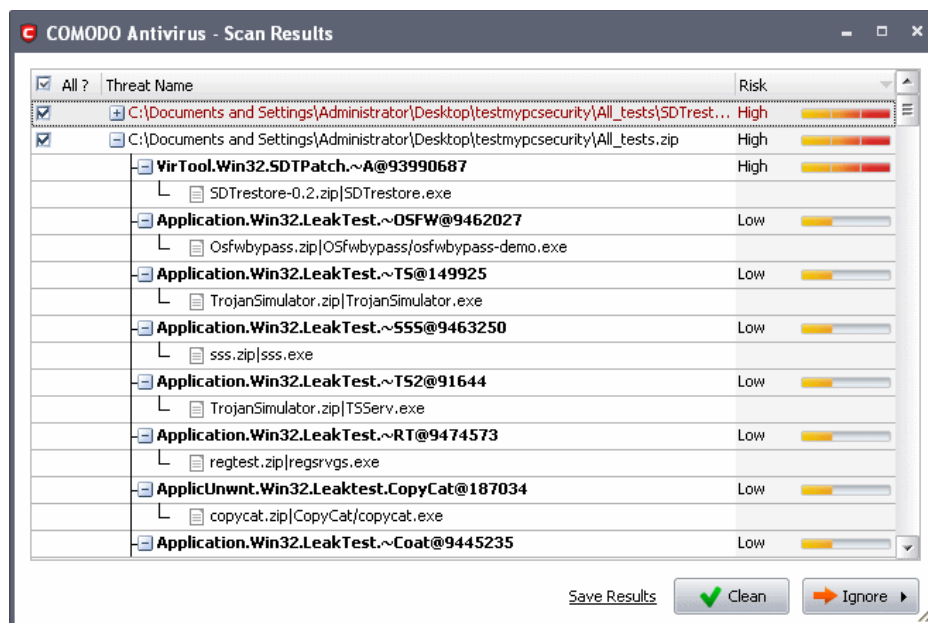 COMODO Antivirus - Scan Results
All ? Threat Name Risk
C:\Documents and Settings\Administrator\Desktop\testmypcsecurity\All_tests\SDTrest... High
C:\Documents and Settings\Administrator\Desktop\testmypcsecurity\All_tests.zip High
VirTool.Win32.SDTPatch.~A@93990687 High
SDTrestore-0.2.zip|SDTrestore.exe
Application.Win32.LeakTest.~OSFW@9462027 Low
Osfwbypass.zip|OSfwbypass/osfwbypass-demo.exe
Application.Win32.LeakTest.~TS@149925 Low
TrojanSimulator.zip|TrojanSimulator.exe
Application.Win32.LeakTest.~SSS@9463250 Low
sss.zip|sss.exe
Application.Win32.LeakTest.~TS2@91644 Low
TrojanSimulator.zip|TSServ.exe
Application.Win32.LeakTest.~RT@9474573 Low
regtest.zip|regsrvgs.exe
ApplicUnwnt.Win32.Leaktest.CopyCat@187034 Low
copycat.zip|CopyCat/copycat.exe
Application.Win32.LeakTest.~Coat@9445235 Low
Save Results Clean Ignore